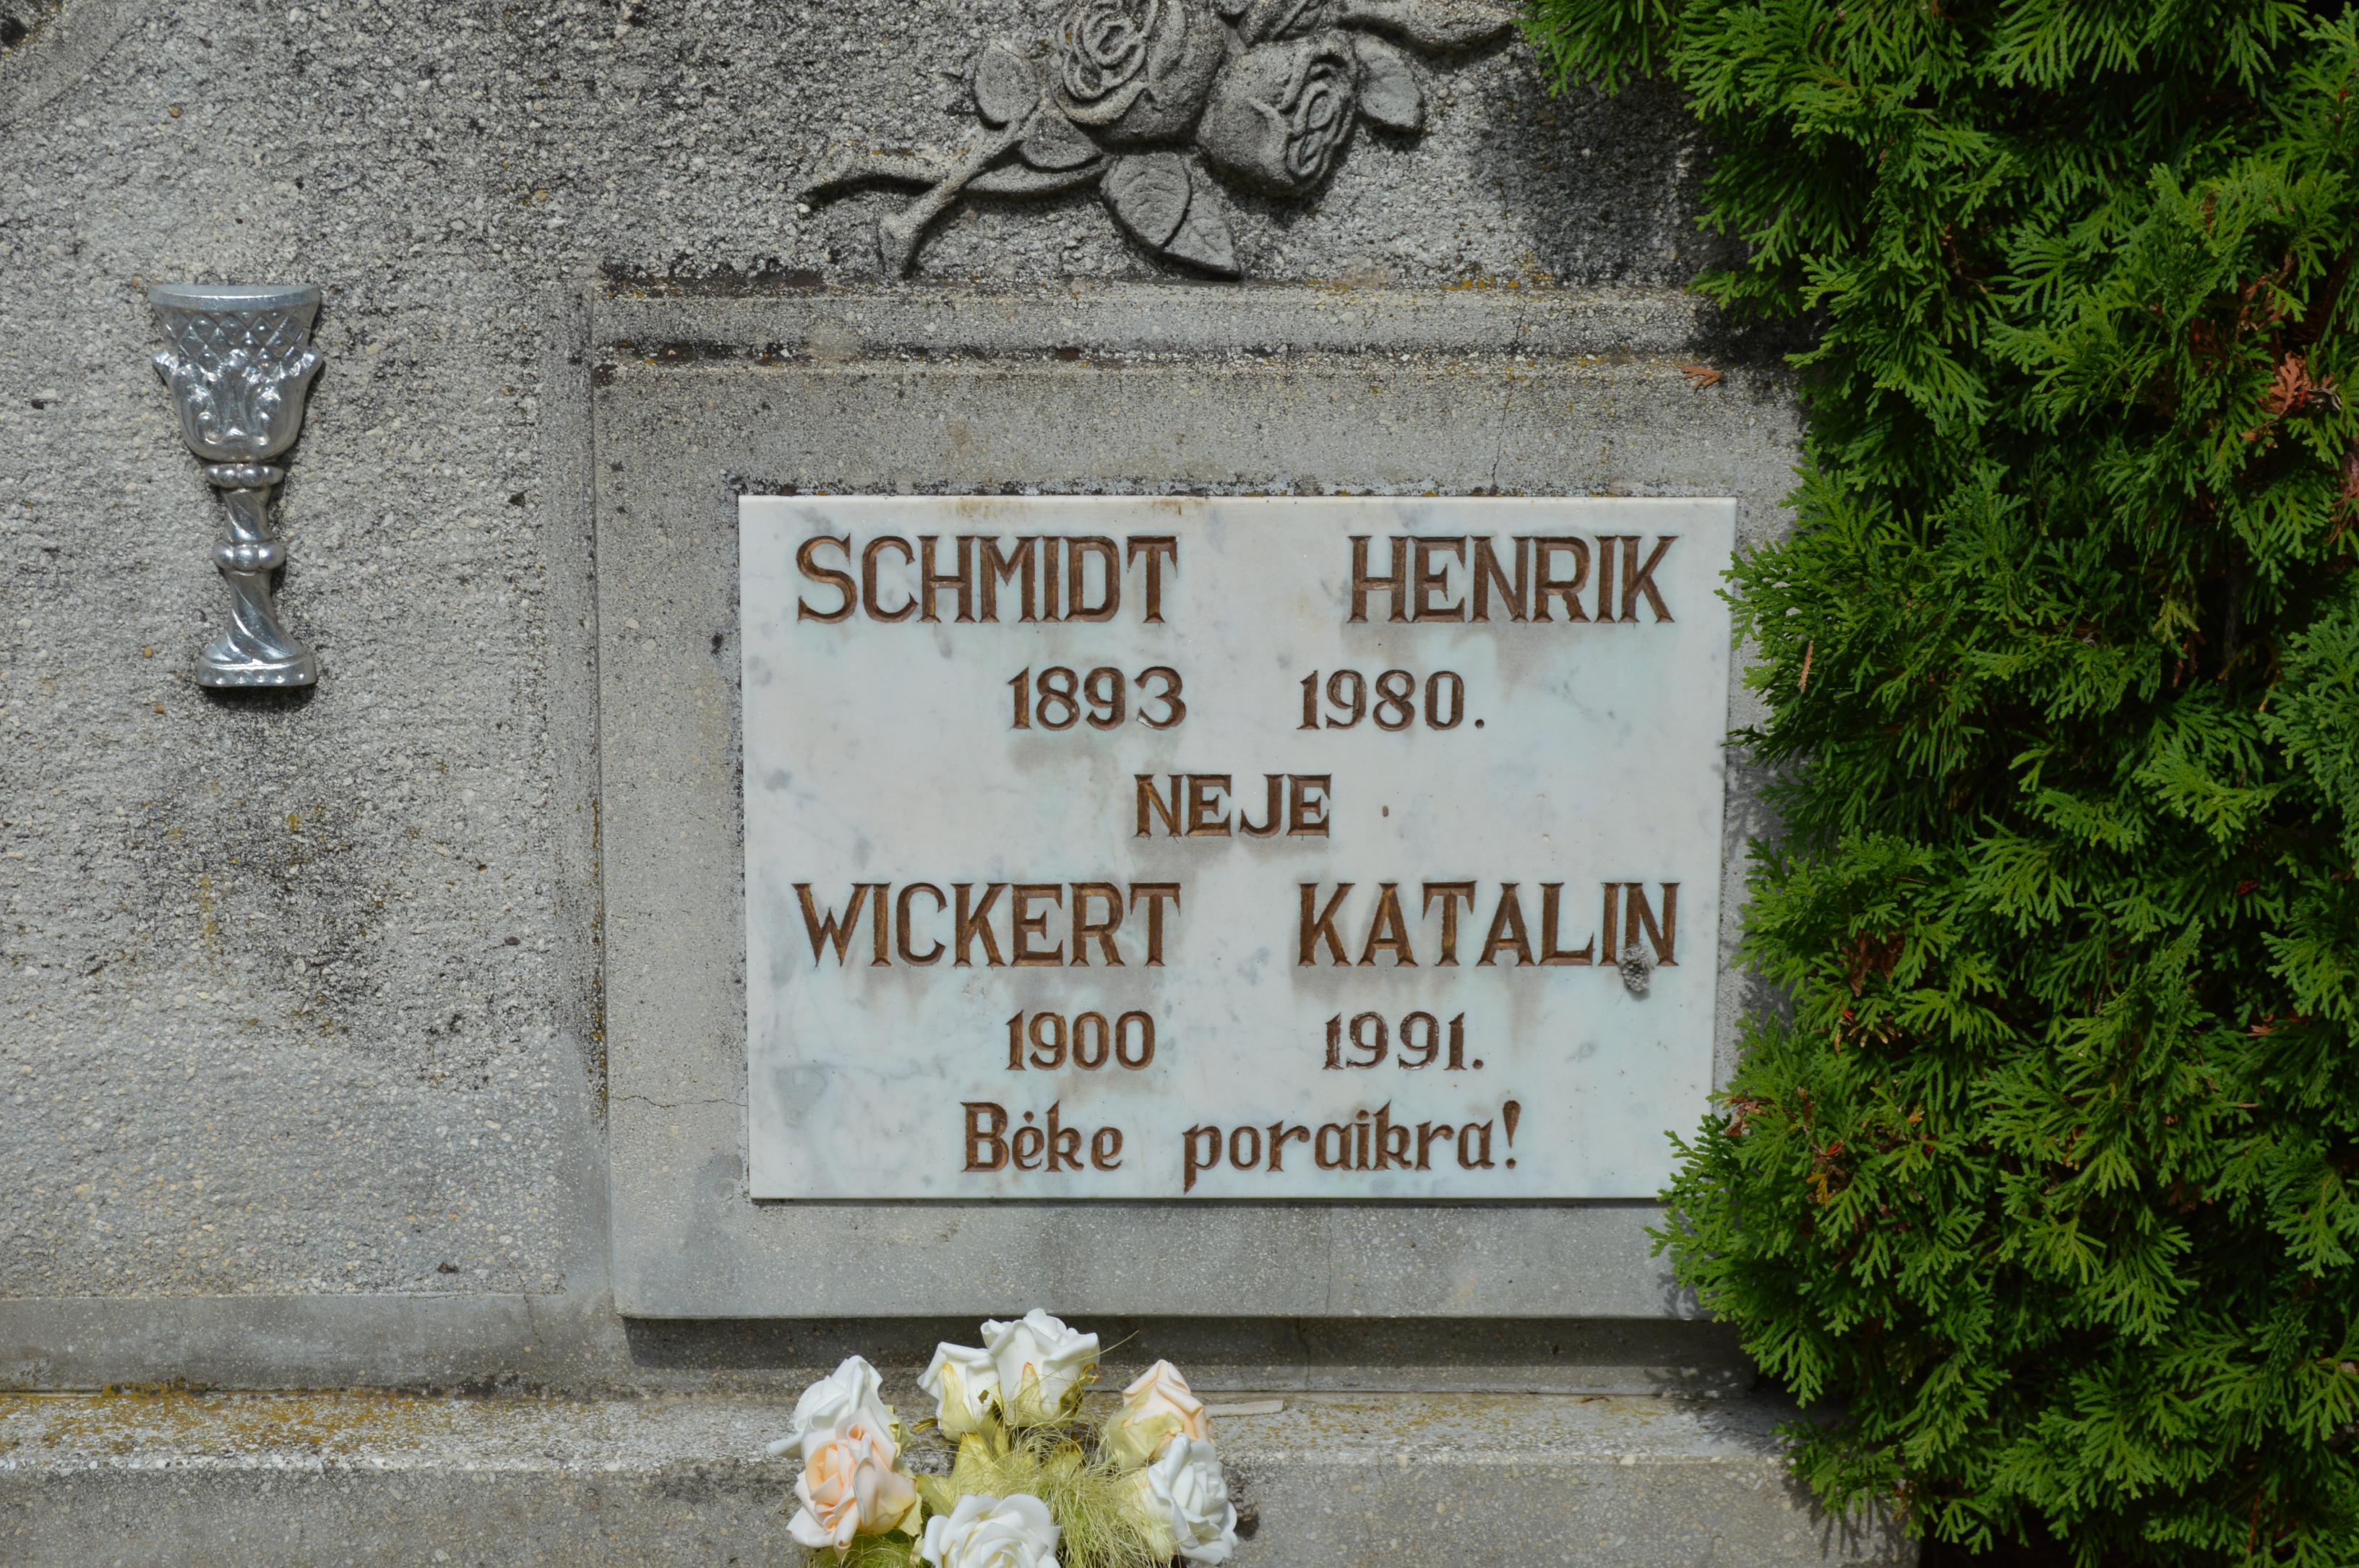 SCHMIDT HENRIK
1893 1980.
NEJE
WICKERT KATALIN
1900 1991.
Béke poraikra!